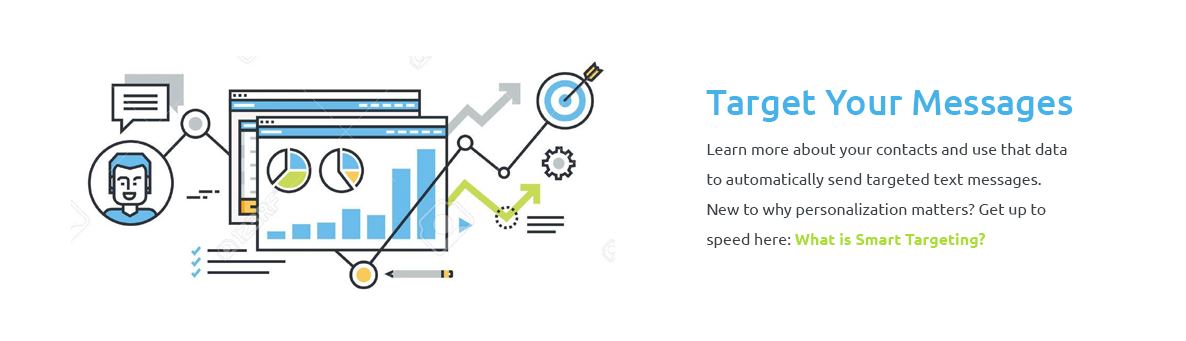 Target Your Messages
Learn more about your contacts and use that data
to automatically send targeted text messages.
New to why personalization matters? Get up to
speed here: What is Smart Targeting?